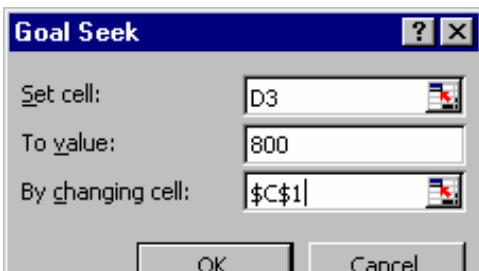 Goal Seek ? X
Set cell: D3
To value: 800
By changing cell: $C$1
OK Cancel